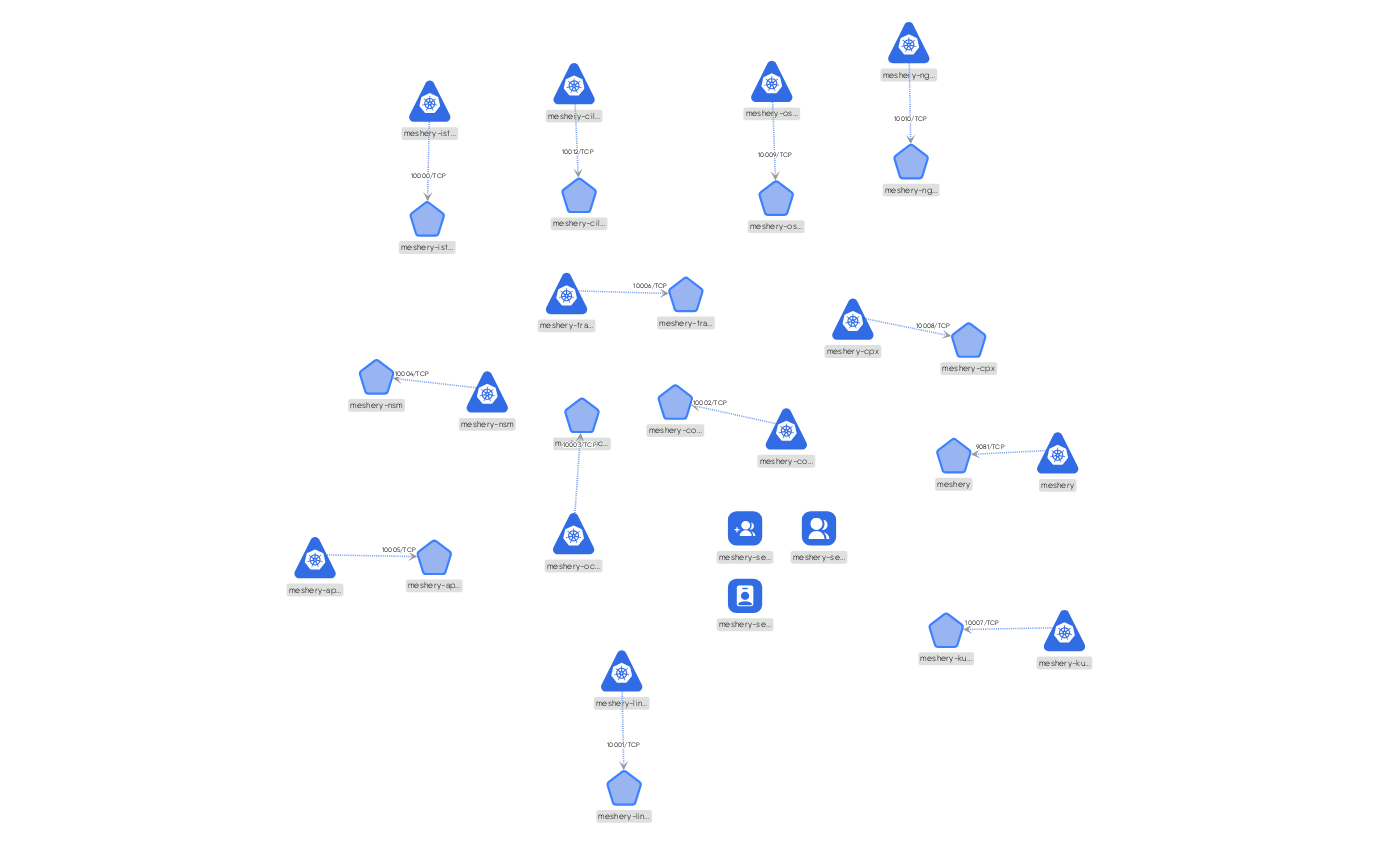 meshery-ng...
10010/TCP
meshery-ng...
meshery-ist...
10000/TCP
meshery-ist...
meshery-cil...
10012/TCP
meshery-cil...
meshery-os...
10009/TCP
meshery-os...
10006/TCP
meshery-tra...
meshery-tra...
10008/TCP
meshery-cpx
meshery-cpx
10004/TCP
meshery-nsm
meshery-nsm
10002/TCP
meshery-co...
meshery-co...
10003/TCP
meshery-oc...
9081/TCP
meshery
meshery
10005/TCP
meshery-ap...
meshery-ap...
meshery-se...
meshery-se...
meshery-se...
10007/TCP
meshery-ku...
meshery-ku...
meshery-lin...
10001/TCP
meshery-lin...